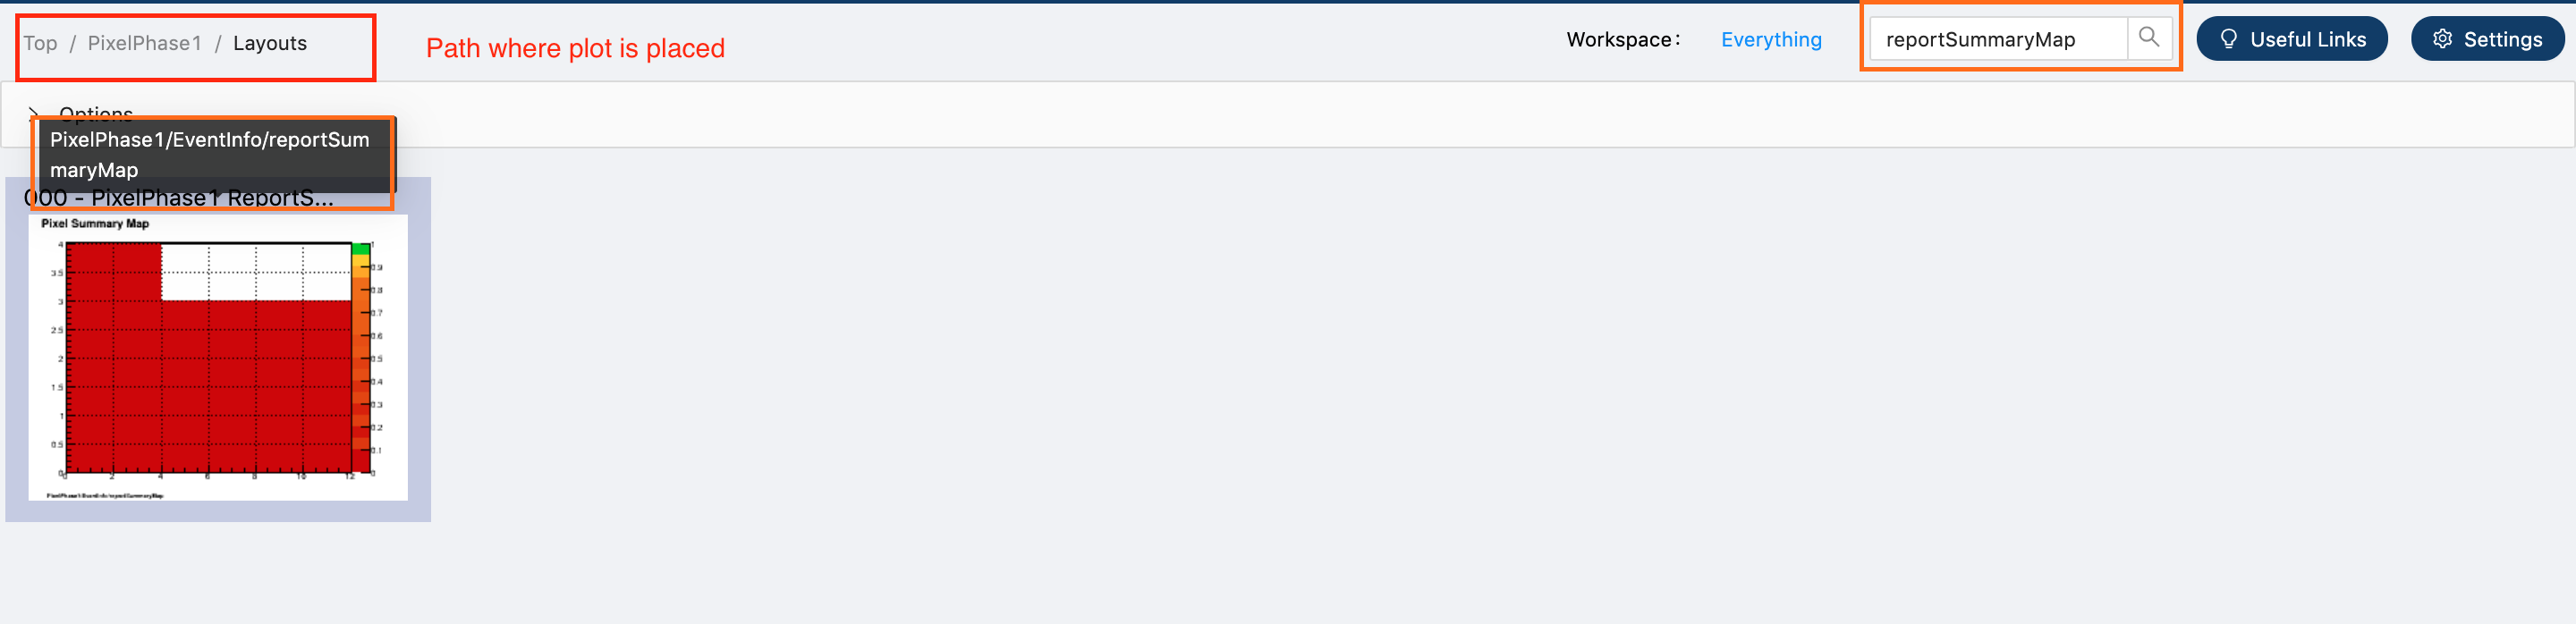 Top / PixelPhase1 / Layouts
Path where plot is placed
Workspace: Everything
reportSummaryMap
Useful Links
Settings
Options
PixelPhase1/EventInfo/reportSum
maryMap
000 - PixelPhase1 ReportS...
Pixel Summary Map
4
3.5
3
2.5
2
1.5
1
0.5
0
0 2 4 6 8 10 12
1
0.9
0.8
0.7
0.6
0.5
0.4
0.3
0.2
0.1
0
PixelPhase1/EventInfo/reportSummaryMap